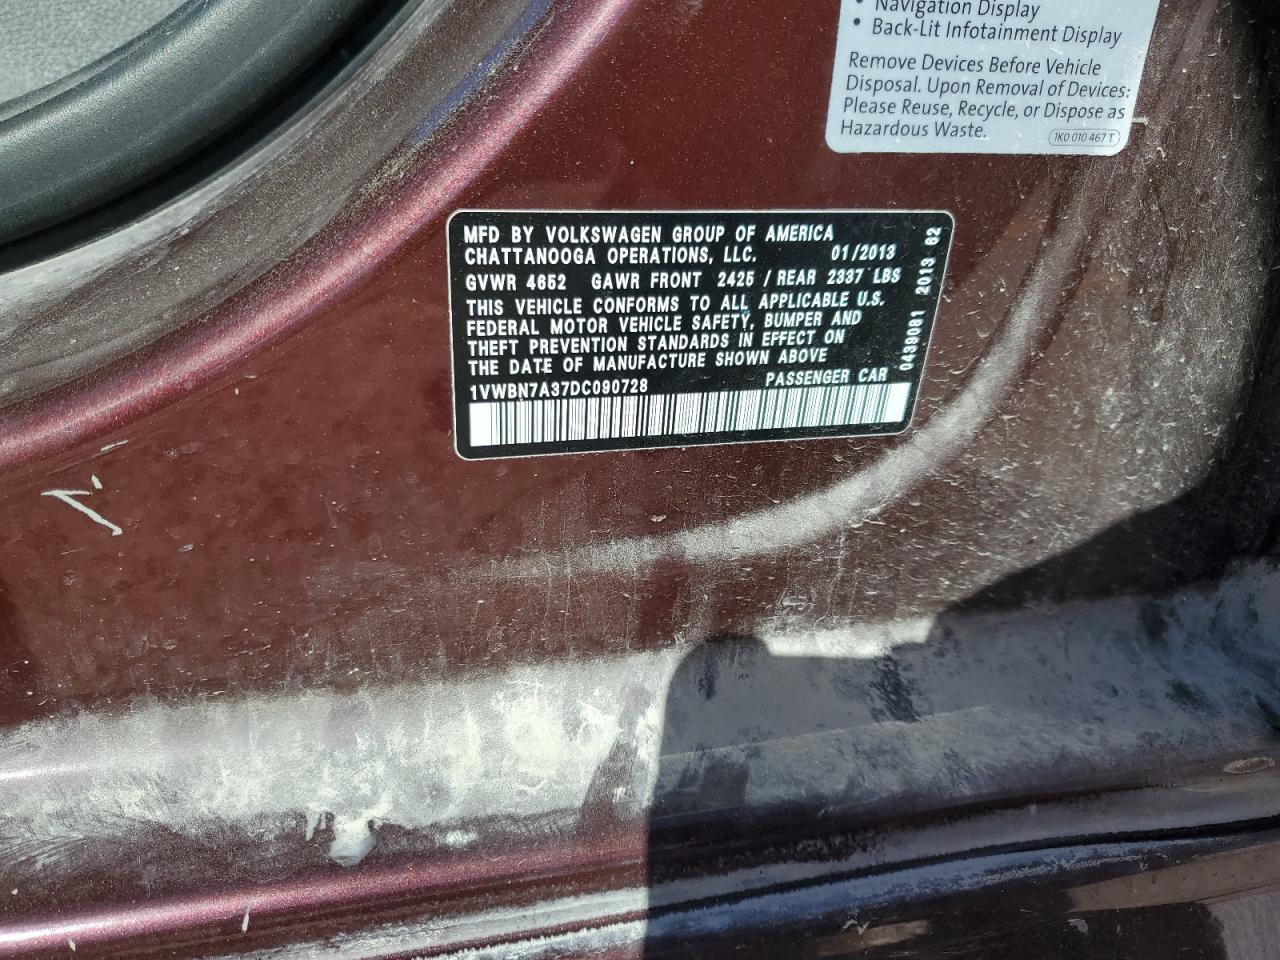 • Navigation Display
• Back-Lit Infotainment Display
Remove Devices Before Vehicle
Disposal. Upon Removal of Devices:
Please Reuse, Recycle, or Dispose as
Hazardous Waste.
1K0 010 467 T
MFD BY VOLKSWAGEN GROUP OF AMERICA
CHATTANOOGA OPERATIONS, LLC. 01/2013
GVWR 4652 GAWR FRONT 2425 / REAR 2337 LBS
THIS VEHICLE CONFORMS TO ALL APPLICABLE U.S.
FEDERAL MOTOR VEHICLE SAFETY, BUMPER AND
THEFT PREVENTION STANDARDS IN EFFECT ON
THE DATE OF MANUFACTURE SHOWN ABOVE
1VWBN7A37DC090728 PASSENGER CAR
0439081 2013 62